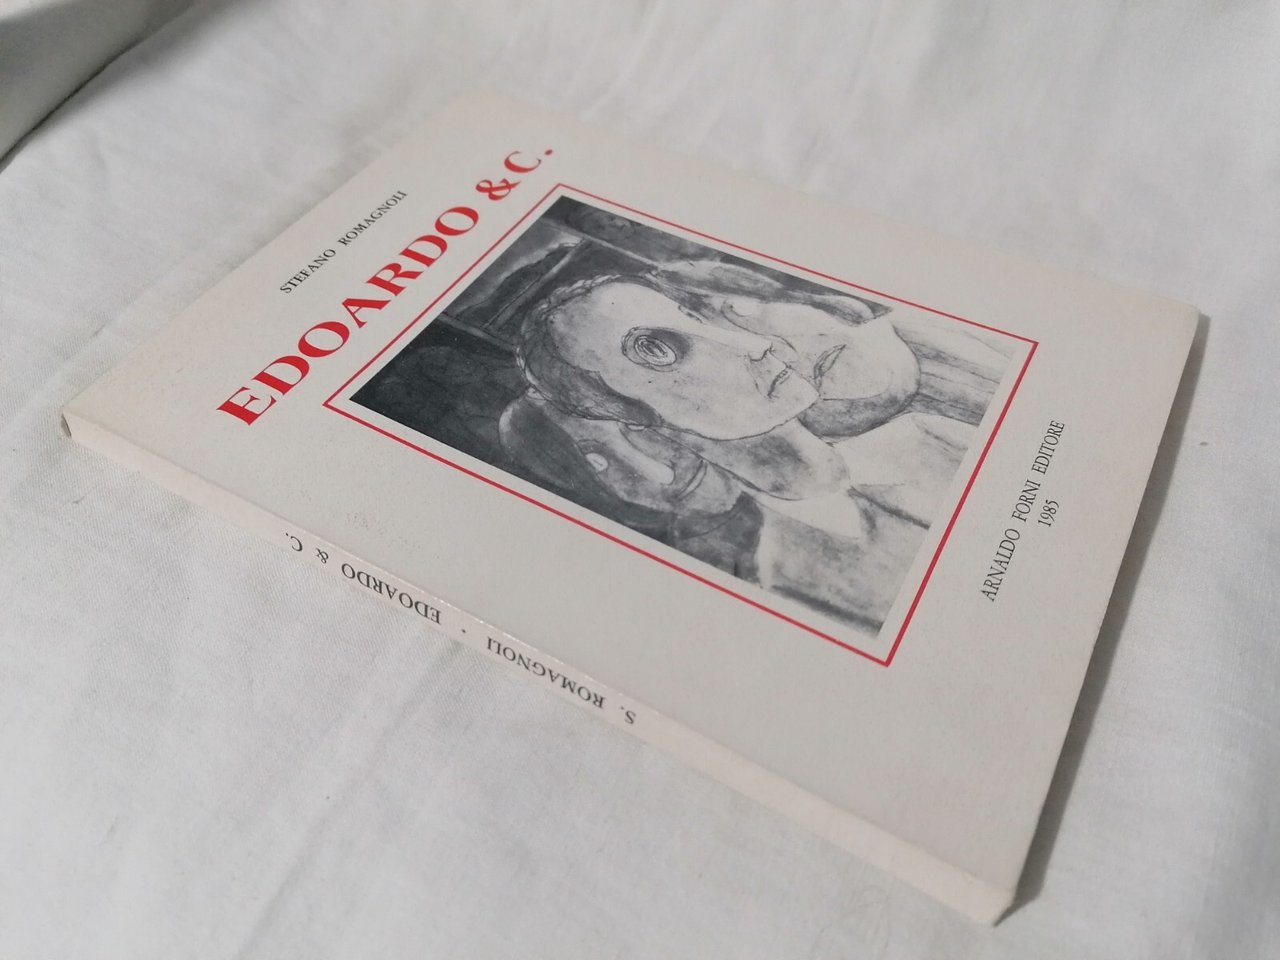 STEFANO ROMAGNOLI
EDOARDO & C.
ARNALDO FORNI EDITORE
1985
S. ROMAGNOLI · EDOARDO & C.